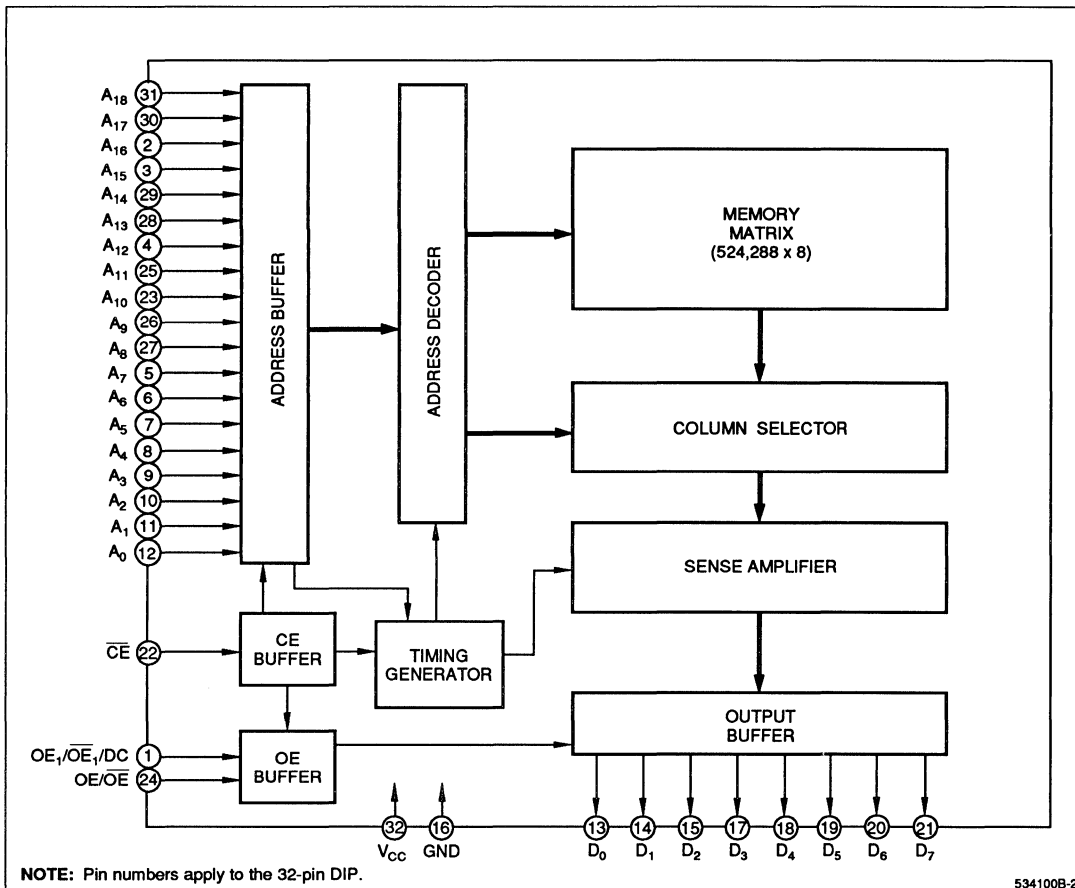 A18 31
A17 30
A16 2
A15 3
A14 29
A13 28
A12 4
A11 25
A10 23
A9 26
A8 27
A7 5
A6 6
A5 7
A4 8
A3 9
A2 10
A1 11
A0 12
ADDRESS BUFFER
ADDRESS DECODER
MEMORY
MATRIX
(524,288 x 8)
COLUMN SELECTOR
SENSE AMPLIFIER
C̅E̅ 22
CE
BUFFER
TIMING
GENERATOR
OUTPUT
BUFFER
OE1/O̅E̅1/DC 1
OE/O̅E̅ 24
OE
BUFFER
32 16 13 14 15 17 18 19 20 21
VCC GND D0 D1 D2 D3 D4 D5 D6 D7
NOTE: Pin numbers apply to the 32-pin DIP.
534100B-2